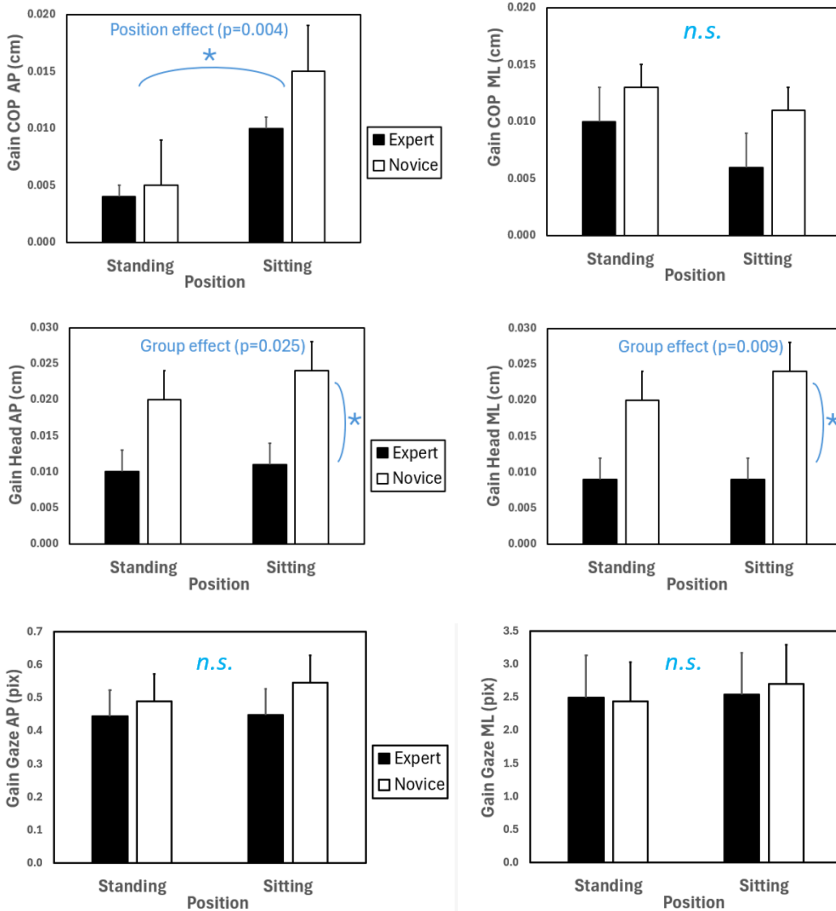 Gain COP AP (cm)
0.020
0.015
0.010
0.005
0.000
Position effect (p=0.004)
*
Standing
Sitting
Position
Expert
Novice
Gain COP ML (cm)
0.020
0.015
0.010
0.005
0.000
n.s.
Standing
Sitting
Position
Gain Head AP (cm)
0.030
0.025
0.020
0.015
0.010
0.005
0.000
Group effect (p=0.025)
*
Standing
Sitting
Position
Expert
Novice
Gain Head ML (cm)
0.030
0.025
0.020
0.015
0.010
0.005
0.000
Group effect (p=0.009)
*
Standing
Sitting
Position
Gain Gaze AP (pix)
0.7
0.6
0.5
0.4
0.3
0.2
0.1
0.0
n.s.
Standing
Sitting
Position
Expert
Novice
Gain Gaze ML (pix)
3.5
3.0
2.5
2.0
1.5
1.0
0.5
0.0
n.s.
Standing
Sitting
Position